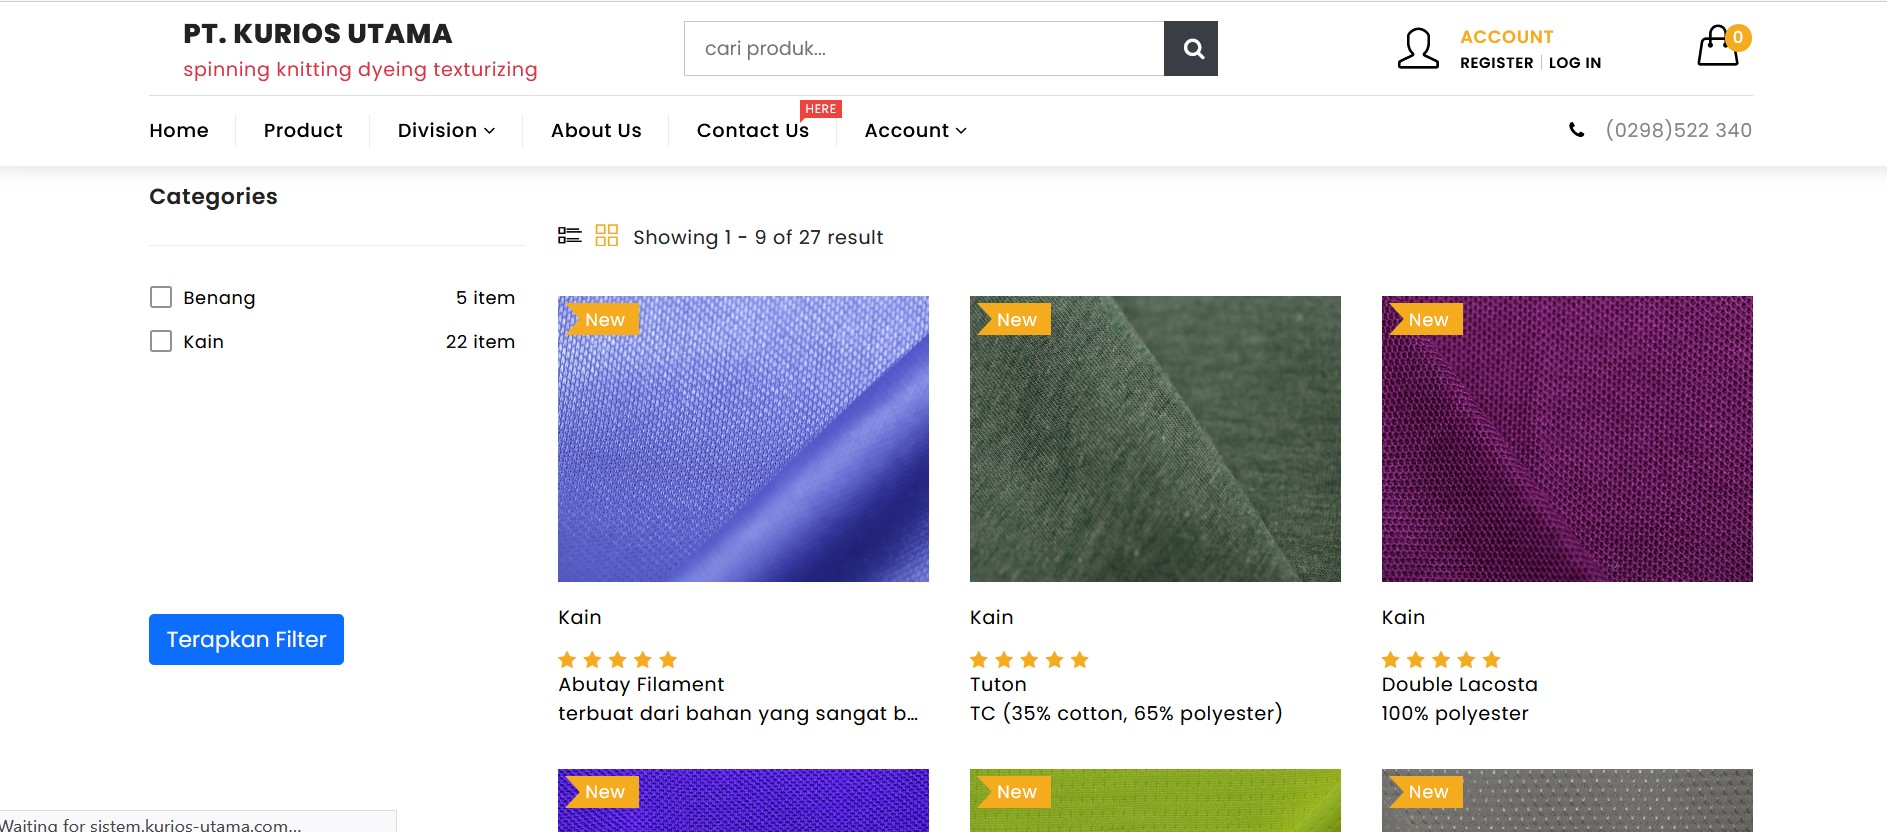 PT. KURIOS UTAMA
spinning knitting dyeing texturizing
cari produk...
ACCOUNT
REGISTER LOG IN
0
HERE
Home Product Division About Us Contact Us Account (0298)522 340
Categories
Showing 1 - 9 of 27 result
Benang 5 item
Kain 22 item
Terapkan Filter
New New New
Kain Kain Kain
Abutay Filament Tuton Double Lacosta
terbuat dari bahan yang sangat b... TC (35% cotton, 65% polyester) 100% polyester
New New New
Waiting for sistem.kurios-utama.com...